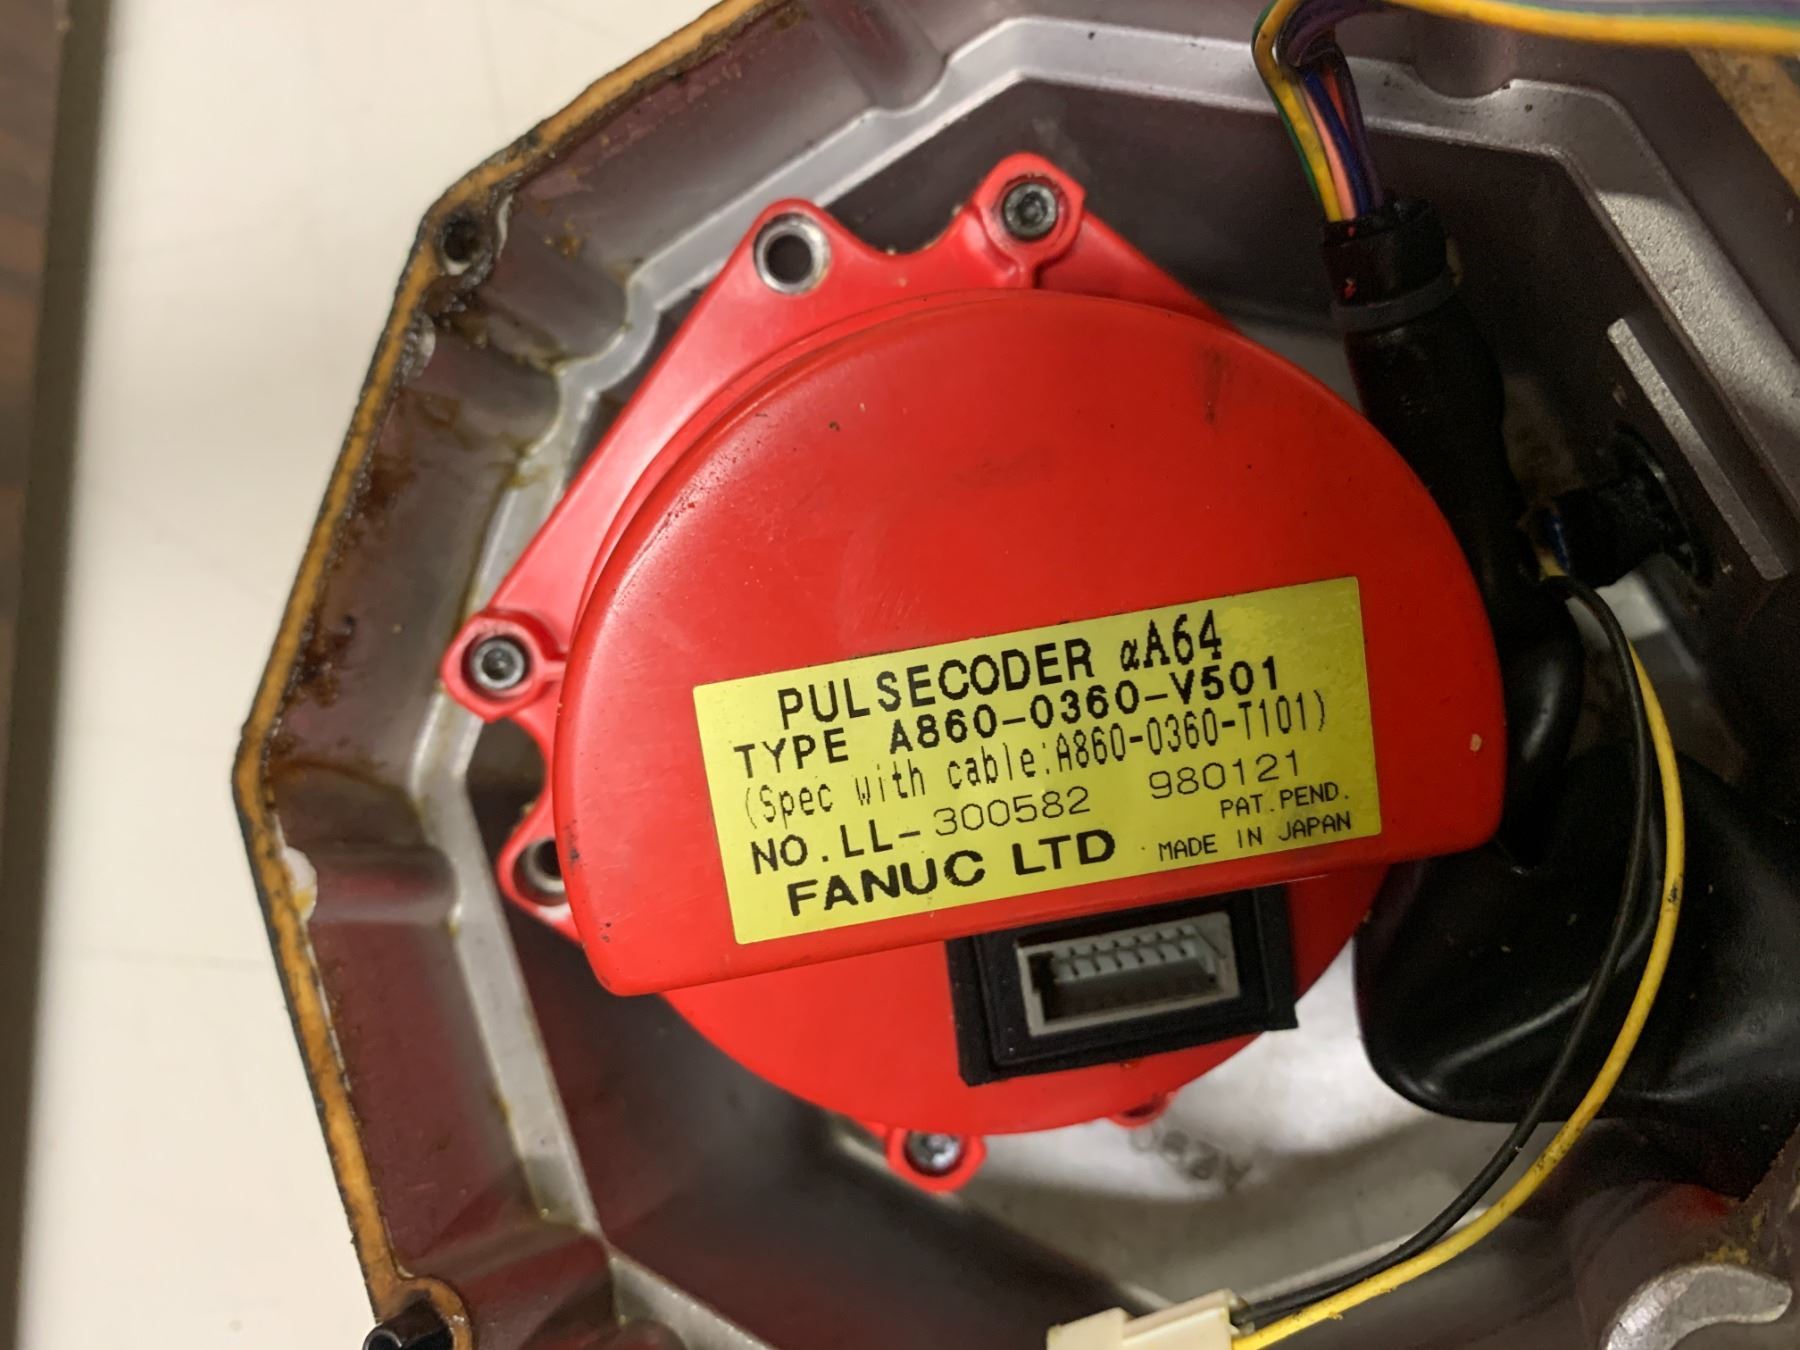 PULSECODER αA64
TYPE A860-0360-V501
(Spec with cable:A860-0360-T101)
NO.LL-300582 980121
PAT.PEND.
FANUC LTD MADE IN JAPAN